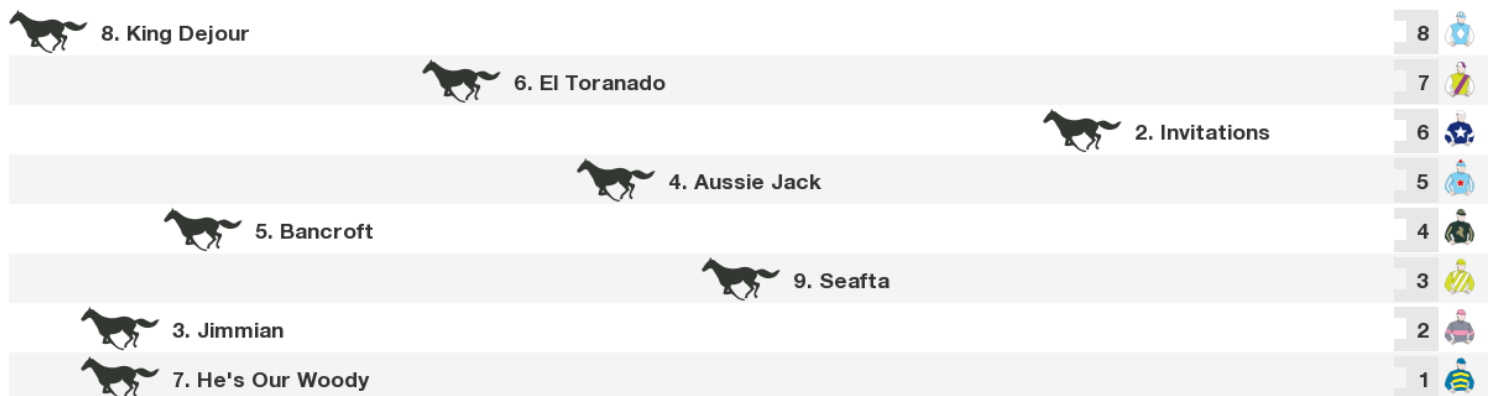 8. King Dejour 8
6. El Toranado 7
2. Invitations 6
4. Aussie Jack 5
5. Bancroft 4
9. Seafta 3
3. Jimmian 2
7. He's Our Woody 1